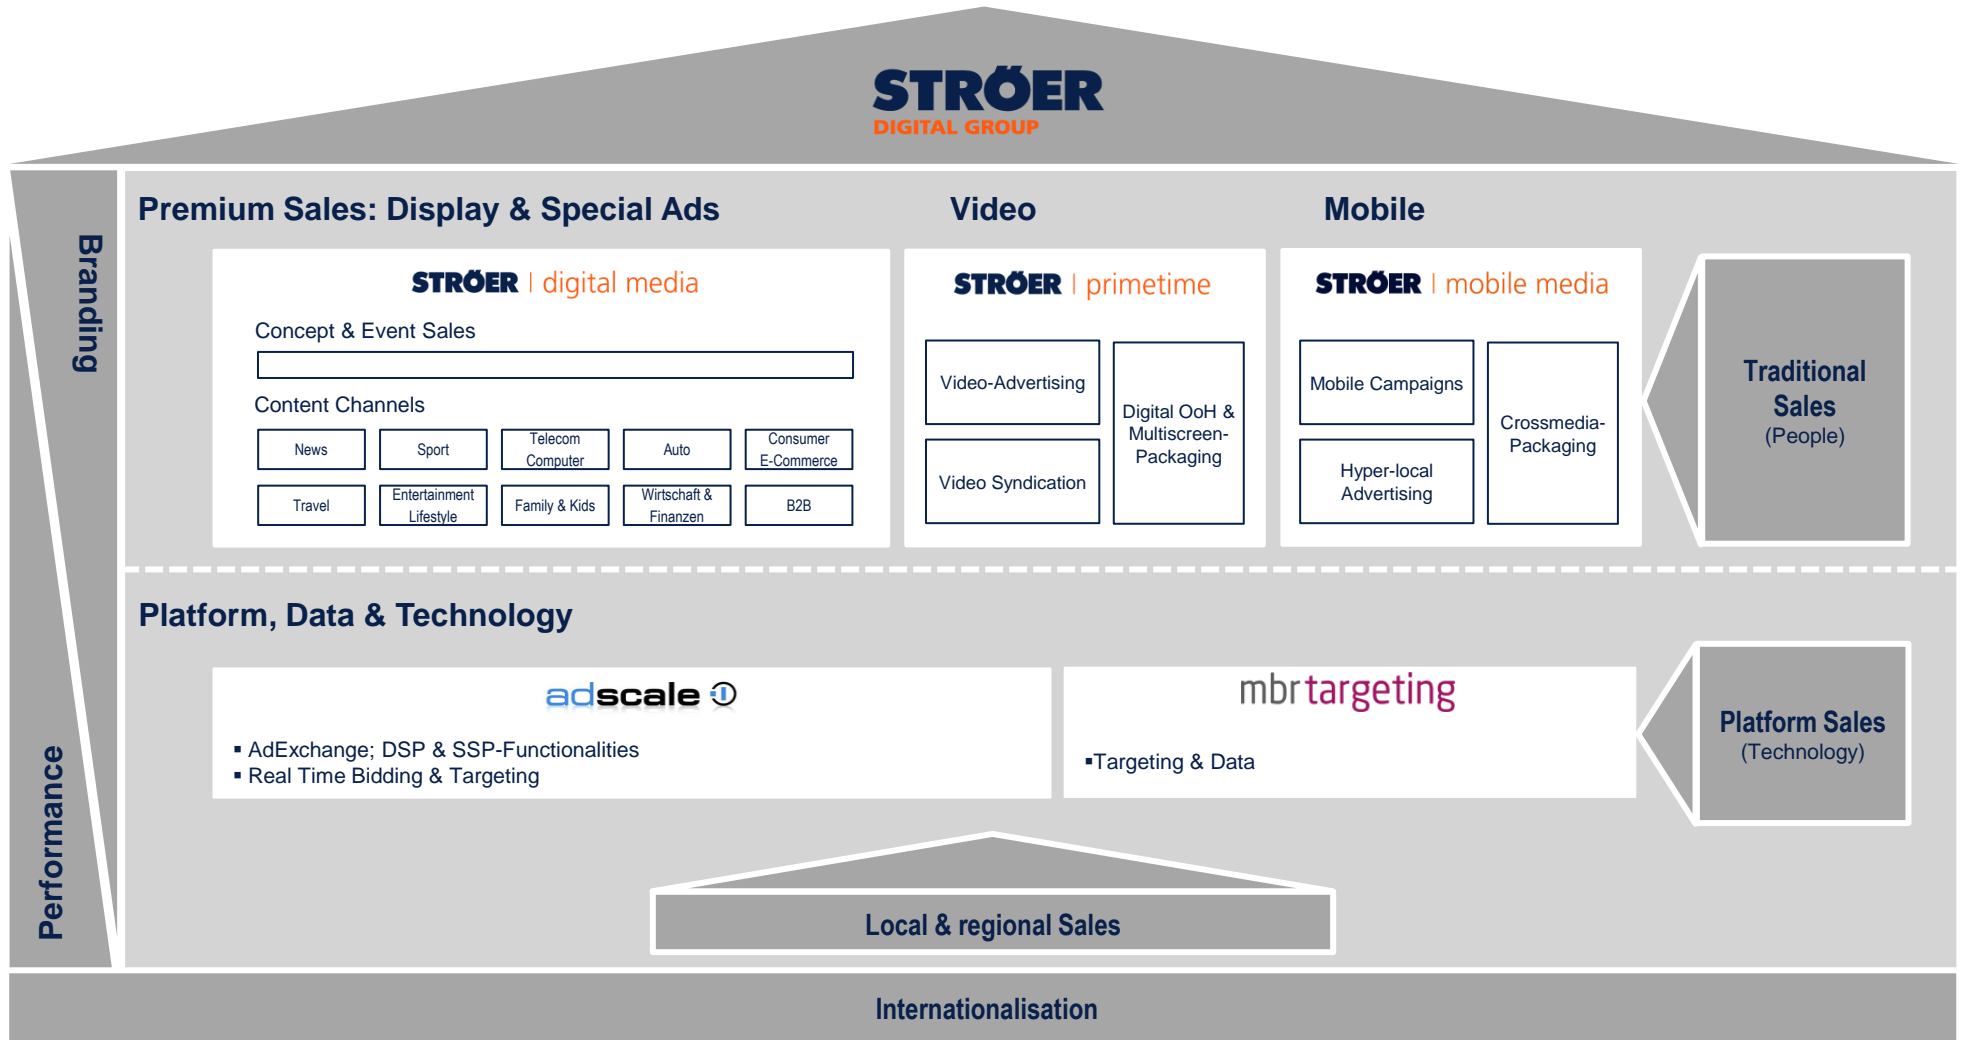 STRÖER
DIGITAL GROUP
Branding
Performance
Premium Sales: Display & Special Ads
STRÖER | digital media
Concept & Event Sales
Content Channels
News
Sport
Telecom
Computer
Auto
Consumer
E-Commerce
Travel
Entertainment
Lifestyle
Family & Kids
Wirtschaft &
Finanzen
B2B
Video
STRÖER | primetime
Video-Advertising
Video Syndication
Digital OoH &
Multiscreen-
Packaging
Mobile
STRÖER | mobile media
Mobile Campaigns
Hyper-local
Advertising
Crossmedia-
Packaging
Traditional
Sales
(People)
Platform, Data & Technology
adscale
▪ AdExchange; DSP & SSP-Functionalities
▪ Real Time Bidding & Targeting
mbrtargeting
▪Targeting & Data
Platform Sales
(Technology)
Local & regional Sales
Internationalisation